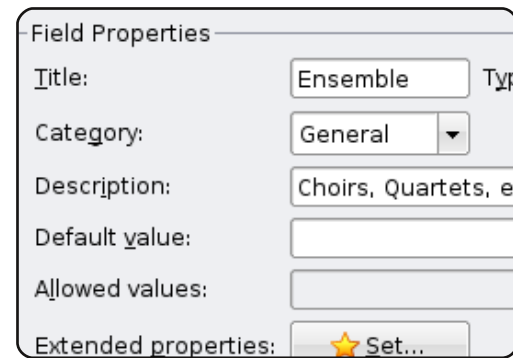 Field Properties
Title: Ensemble
Category: General
Description: Choirs, Quartets,
Default value:
Allowed values:
Extended properties: Set...